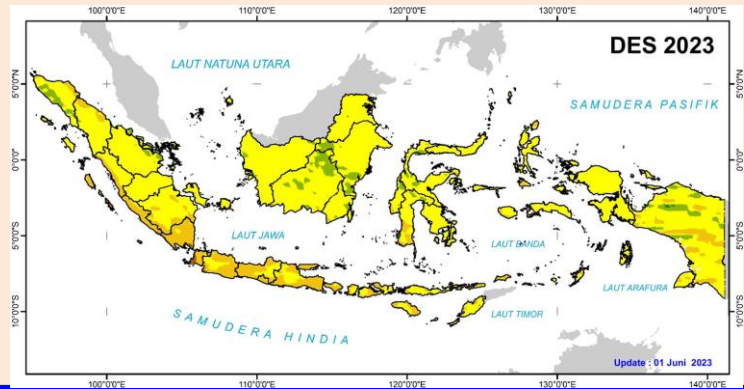 100°0'0"E 110°0'0"E 120°0'0"E 130°0'0"E 140°0'0"E
DES 2023
LAUT NATUNA UTARA
5°0'0"N 5°0'0"N
SAMUDERA PASIFIK
0°0'0" 0°0'0"
LAUT JAWA
LAUT BANDA
5°0'0"S 5°0'0"S
LAUT ARAFURA
SAMUDERA HINDIA
LAUT TIMOR
10°0'0"S 10°0'0"S
Update : 01 Juni 2023
100°0'0"E 110°0'0"E 120°0'0"E 130°0'0"E 140°0'0"E